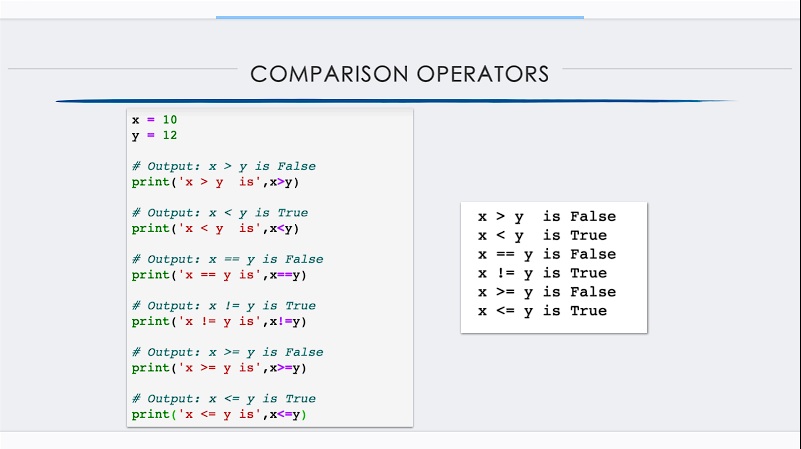 COMPARISON OPERATORS
x = 10
y = 12
# Output: x > y is False
print('x > y  is',x>y)
# Output: x < y is True
print('x < y  is',x<y)
# Output: x == y is False
print('x == y is',x==y)
# Output: x != y is True
print('x != y is',x!=y)
# Output: x >= y is False
print('x >= y is',x>=y)
# Output: x <= y is True
print('x <= y is',x<=y)
x > y  is False
x < y  is True
x == y is False
x != y is True
x >= y is False
x <= y is True